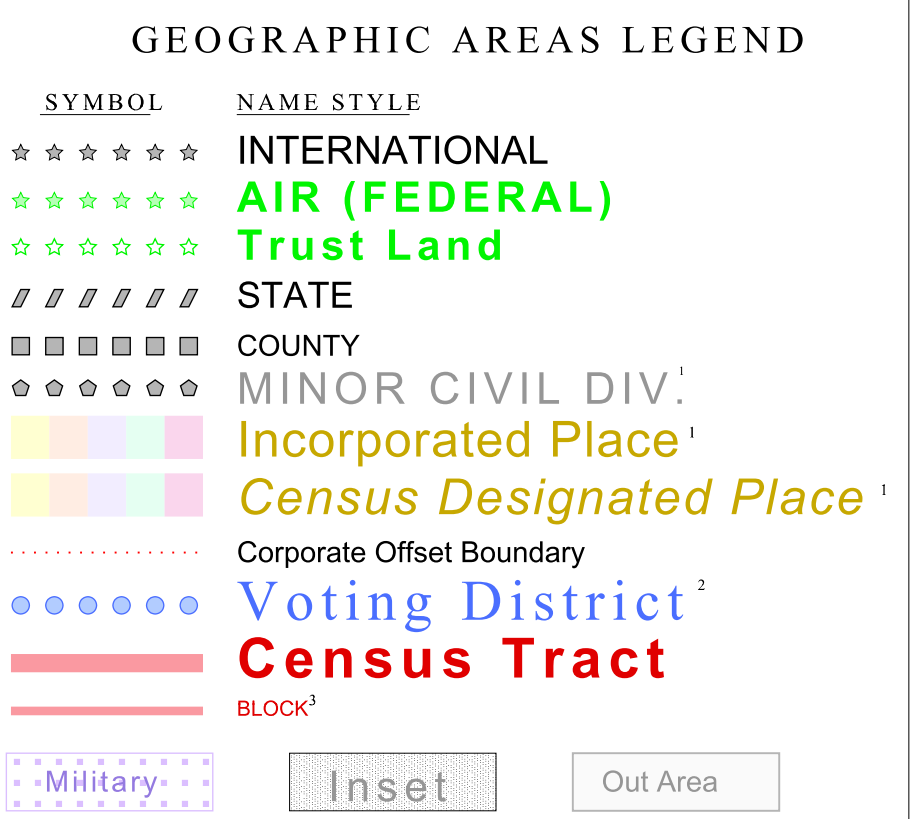 GEOGRAPHIC AREAS LEGEND
SYMBOL NAME STYLE
INTERNATIONAL
AIR (FEDERAL)
Trust Land
STATE
COUNTY
MINOR CIVIL DIV.¹
Incorporated Place ¹
Census Designated Place ¹
Corporate Offset Boundary
Voting District ²
Census Tract
BLOCK³
Military Inset Out Area